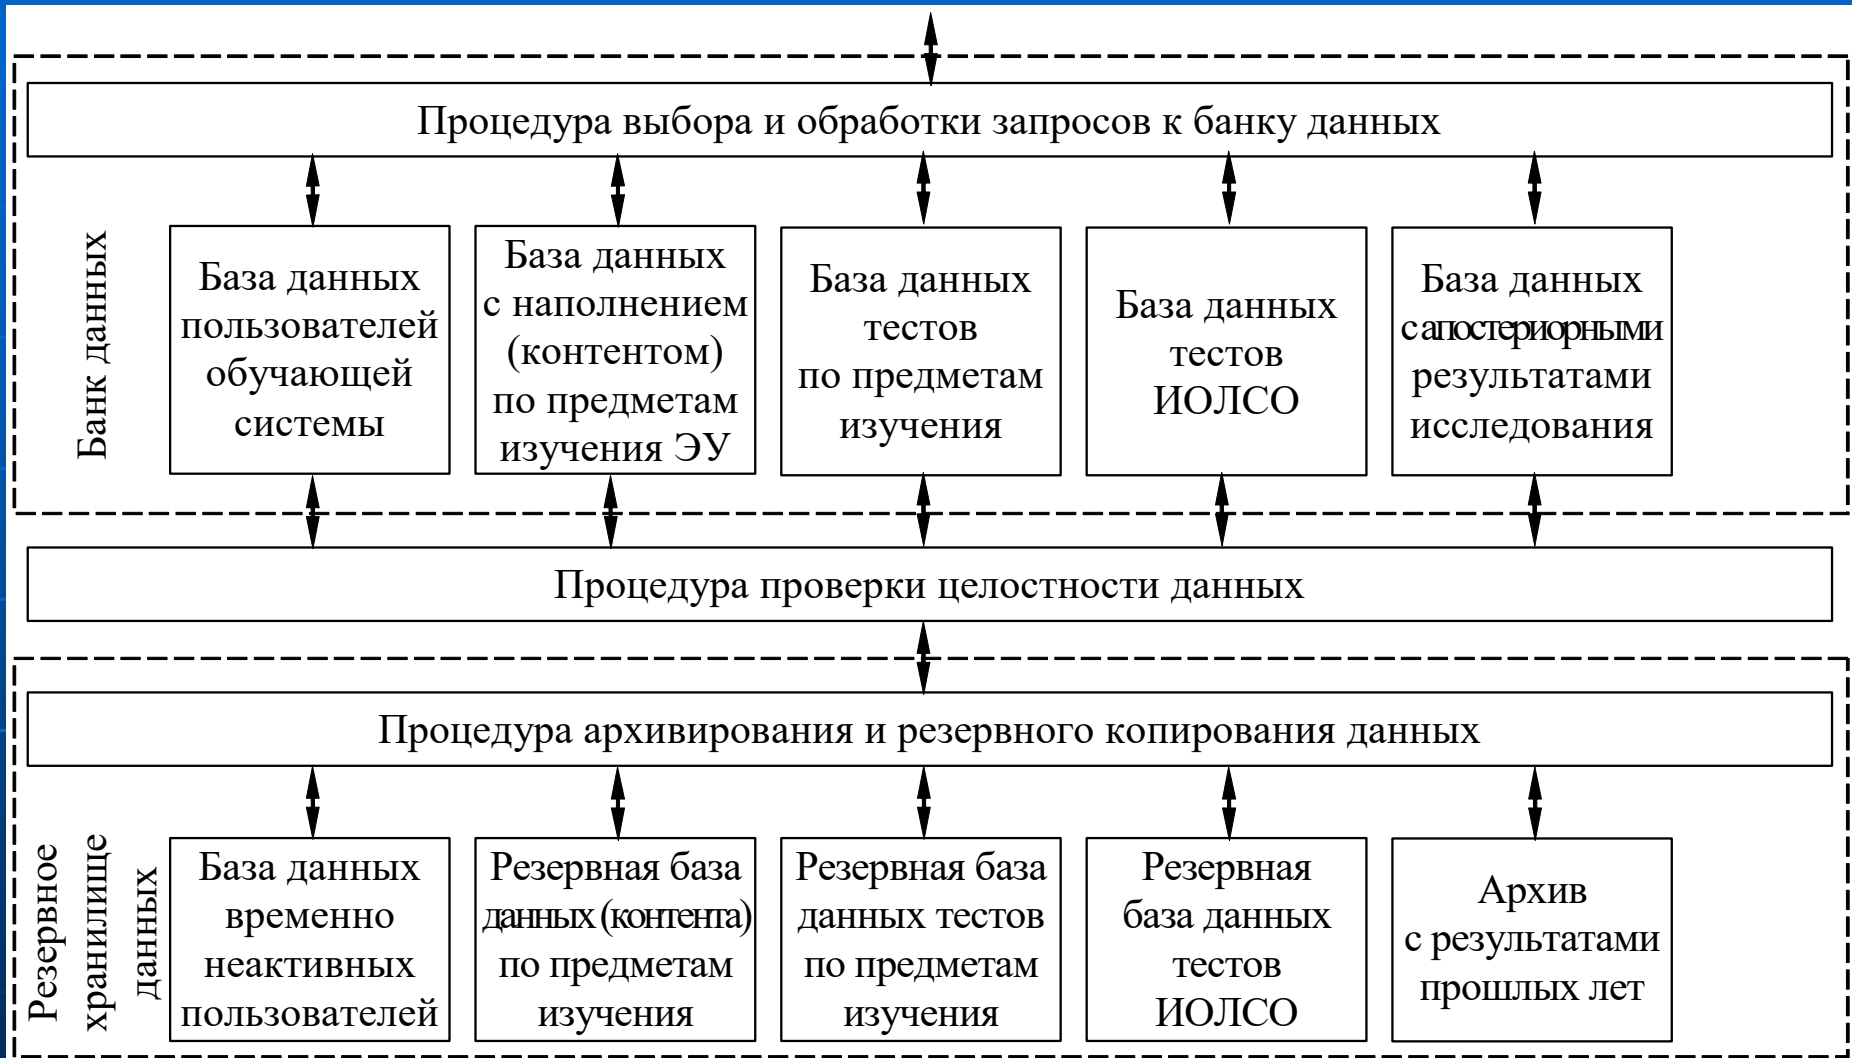 Процедура выбора и обработки запросов к банку данных
Банк данных
База данных
пользователей
обучающей
системы
База данных
с наполнением
(контентом)
по предметам
изучения ЭУ
База данных
тестов
по предметам
изучения
База данных
тестов
ИОЛСО
База данных
с апостериорными
результатами
исследования
Процедура проверки целостности данных
Процедура архивирования и резервного копирования данных
Резервное
хранилище
данных
База данных
временно
неактивных
пользователей
Резервная база
данных (контента)
по предметам
изучения
Резервная база
данных тестов
по предметам
изучения
Резервная
база данных
тестов
ИОЛСО
Архив
с результатами
прошлых лет